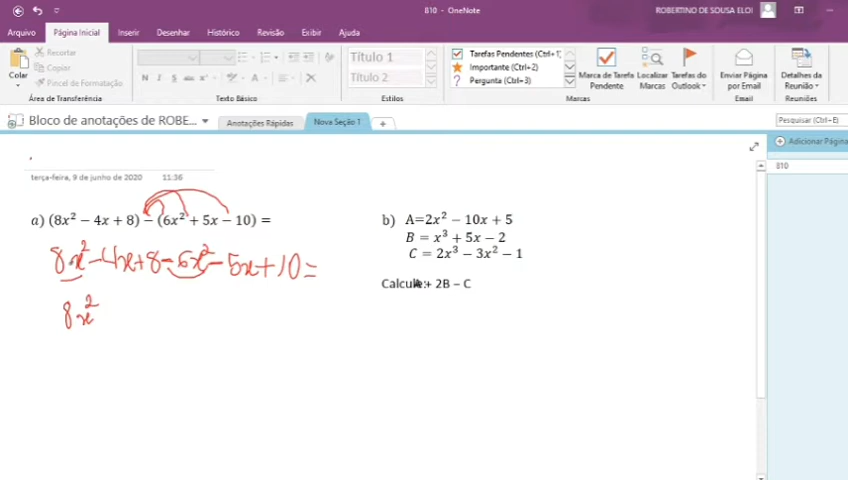 810 - OneNote
ROBERTINO DE SOUSA ELOI
Arquivo Página Inicial Inserir Desenhar Histórico Revisão Exibir Ajuda
Recortar
Copiar
Pincel de Formatação
Colar
Área de Transferência
N I S abc x²
Texto Básico
Título 1
Título 2
Estilos
Tarefas Pendentes (Ctrl+1)
Importante (Ctrl+2)
Pergunta (Ctrl+3)
Marca de Tarefa Pendente
Localizar Marcas
Tarefas do Outlook
Marcas
Enviar Página por Email
Email
Detalhes da Reunião
Reuniões
Bloco de anotações de ROBE...
Anotações Rápidas
Nova Seção 1
+
Pesquisar (Ctrl+E)
Adicionar Página
810
terça-feira, 9 de junho de 2020 11:36
a) (8x² − 4x + 8) − (6x² + 5x − 10) =
8x² - 4x + 8 - 6x² - 5x + 10 =
8x²
b) A=2x² − 10x + 5
B = x³ + 5x − 2
C = 2x³ − 3x² − 1
+ 2B − C